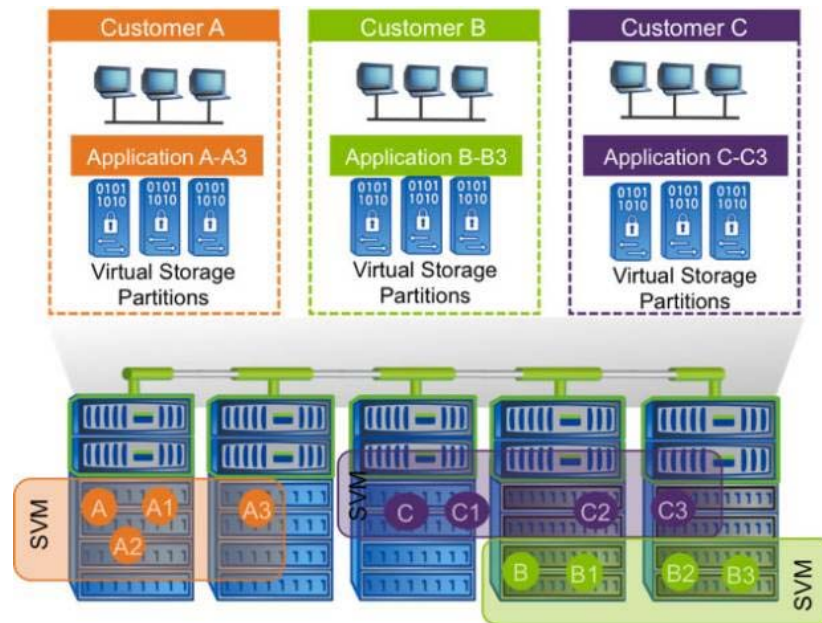 Customer A
Customer B
Customer C
Application A-A3
Application B-B3
Application C-C3
0101
1010
0101
1010
0101
1010
0101
1010
0101
1010
0101
1010
0101
1010
0101
1010
0101
1010
Virtual Storage
Partitions
Virtual Storage
Partitions
Virtual Storage
Partitions
SVM
A
A1
A2
A3
SVM
C
C1
C2
C3
B
B1
B2
B3
SVM